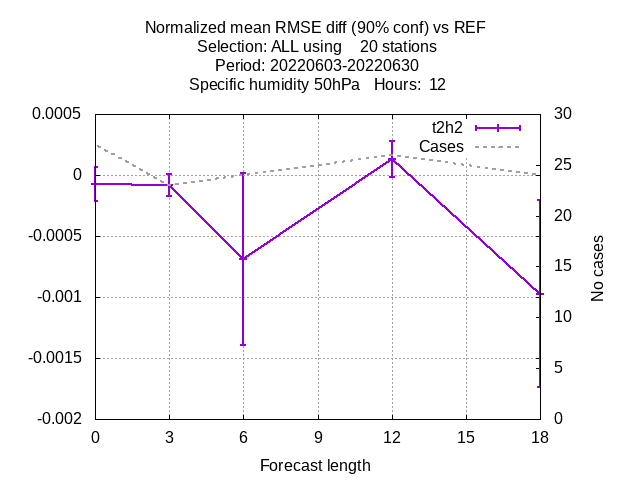 Normalized mean RMSE diff (90% conf) vs REF
Selection: ALL using    20 stations
Period: 20220603-20220630
Specific humidity 50hPa   Hours:  12
0.0005
0
-0.0005
-0.001
-0.0015
-0.002
t2h2
Cases
30
25
20
15
10
5
0
No cases
0 3 6 9 12 15 18
Forecast length